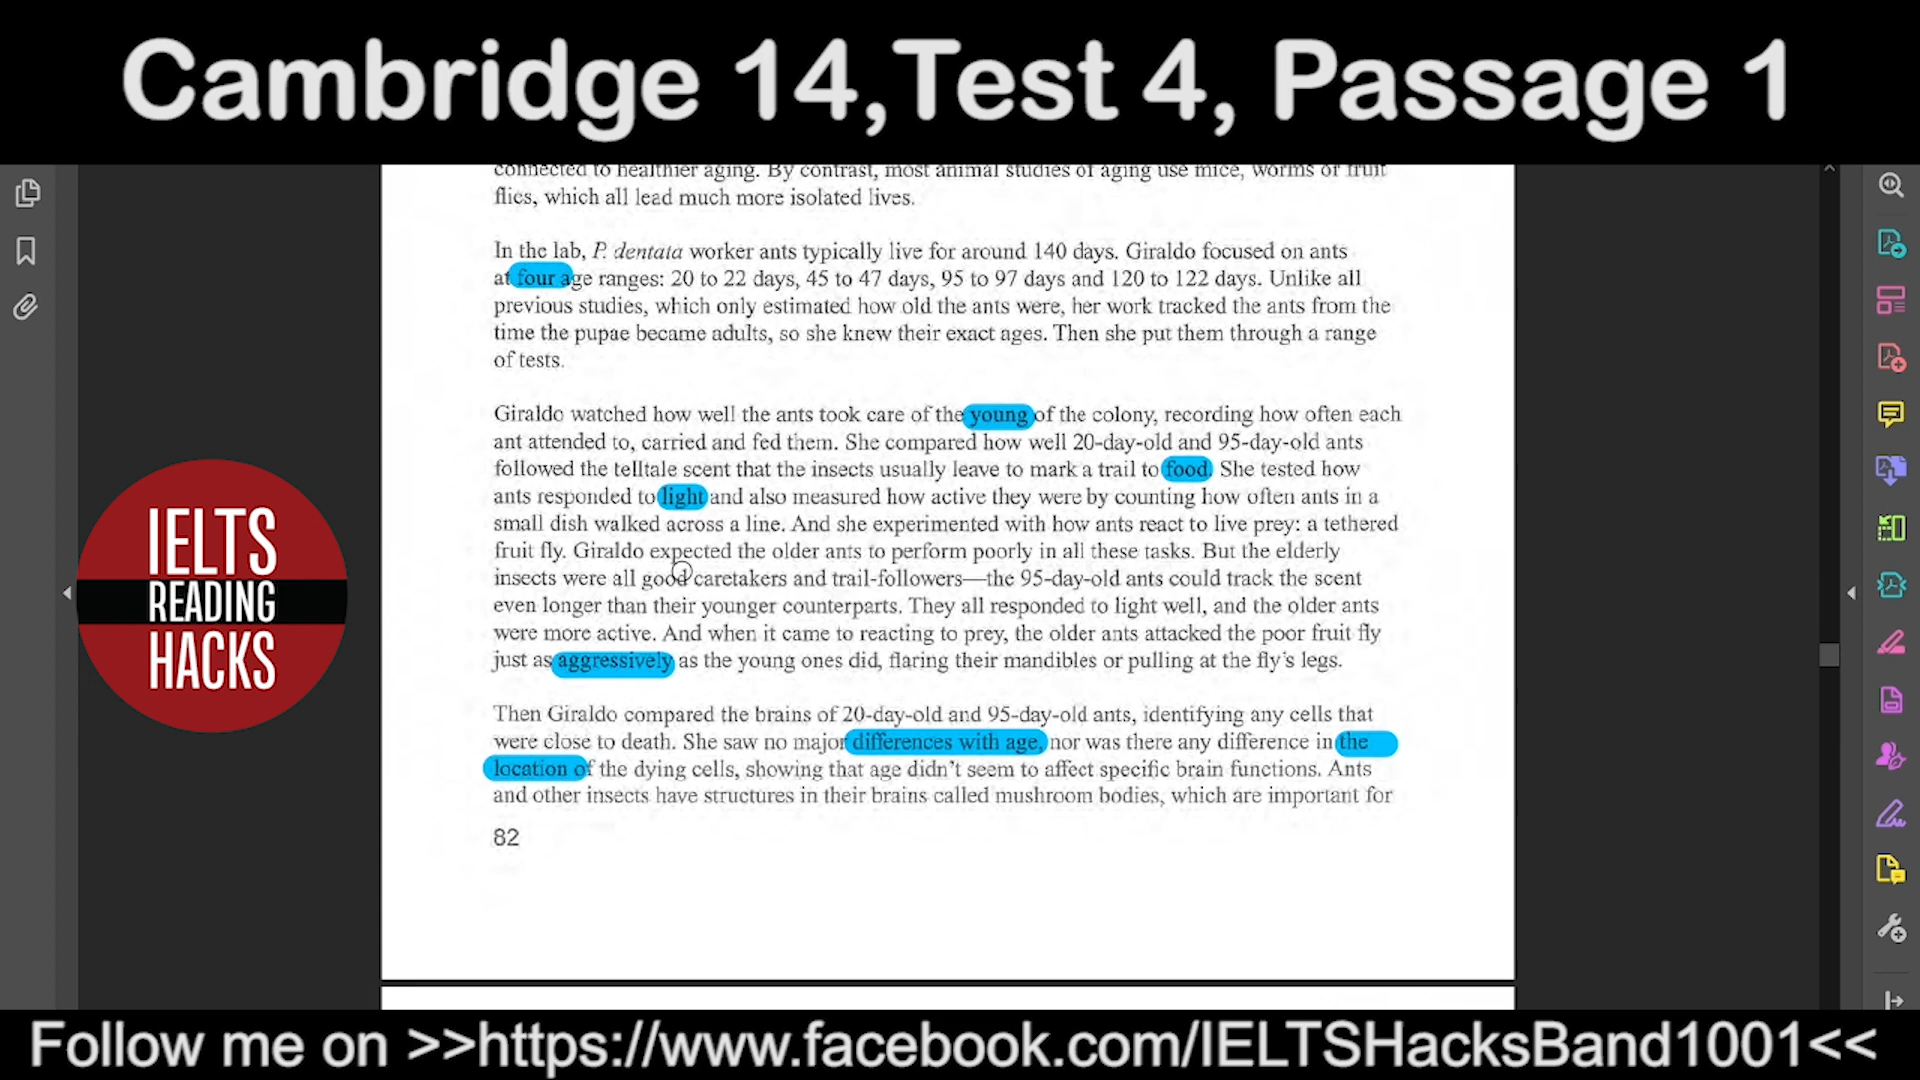 Cambridge 14,Test 4, Passage 1
connected to healthier aging. By contrast, most animal studies of aging use mice, worms or fruit
flies, which all lead much more isolated lives.
In the lab, P. dentata worker ants typically live for around 140 days. Giraldo focused on ants
at four age ranges: 20 to 22 days, 45 to 47 days, 95 to 97 days and 120 to 122 days. Unlike all
previous studies, which only estimated how old the ants were, her work tracked the ants from the
time the pupae became adults, so she knew their exact ages. Then she put them through a range
of tests.
Giraldo watched how well the ants took care of the young of the colony, recording how often each
ant attended to, carried and fed them. She compared how well 20-day-old and 95-day-old ants
followed the telltale scent that the insects usually leave to mark a trail to food. She tested how
ants responded to light and also measured how active they were by counting how often ants in a
small dish walked across a line. And she experimented with how ants react to live prey: a tethered
fruit fly. Giraldo expected the older ants to perform poorly in all these tasks. But the elderly
insects were all good caretakers and trail-followers—the 95-day-old ants could track the scent
even longer than their younger counterparts. They all responded to light well, and the older ants
were more active. And when it came to reacting to prey, the older ants attacked the poor fruit fly
just as aggressively as the young ones did, flaring their mandibles or pulling at the fly's legs.
Then Giraldo compared the brains of 20-day-old and 95-day-old ants, identifying any cells that
were close to death. She saw no major differences with age, nor was there any difference in the
location of the dying cells, showing that age didn't seem to affect specific brain functions. Ants
and other insects have structures in their brains called mushroom bodies, which are important for
82
IELTS
READING
HACKS
Follow me on >>https://www.facebook.com/IELTSHacksBand1001<<